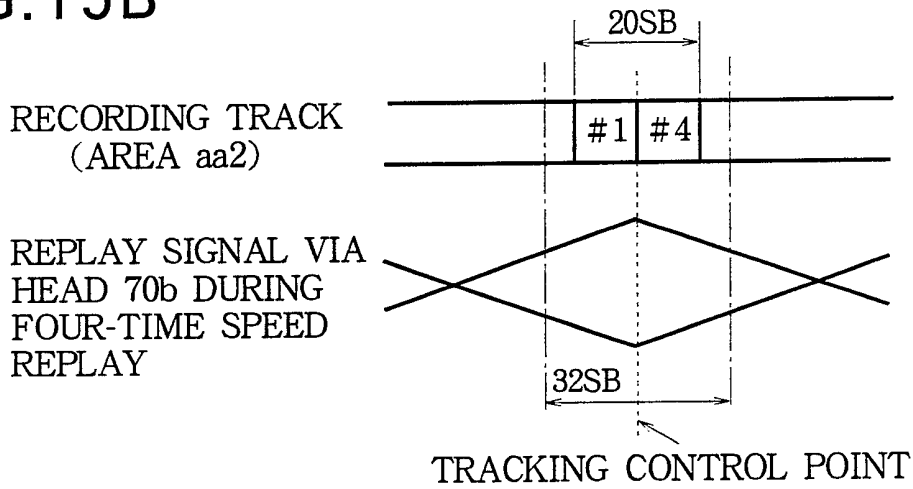 20SB
RECORDING TRACK
(AREA aa2)
#1 #4
REPLAY SIGNAL VIA
HEAD 70b DURING
FOUR-TIME SPEED
REPLAY
32SB
TRACKING CONTROL POINT